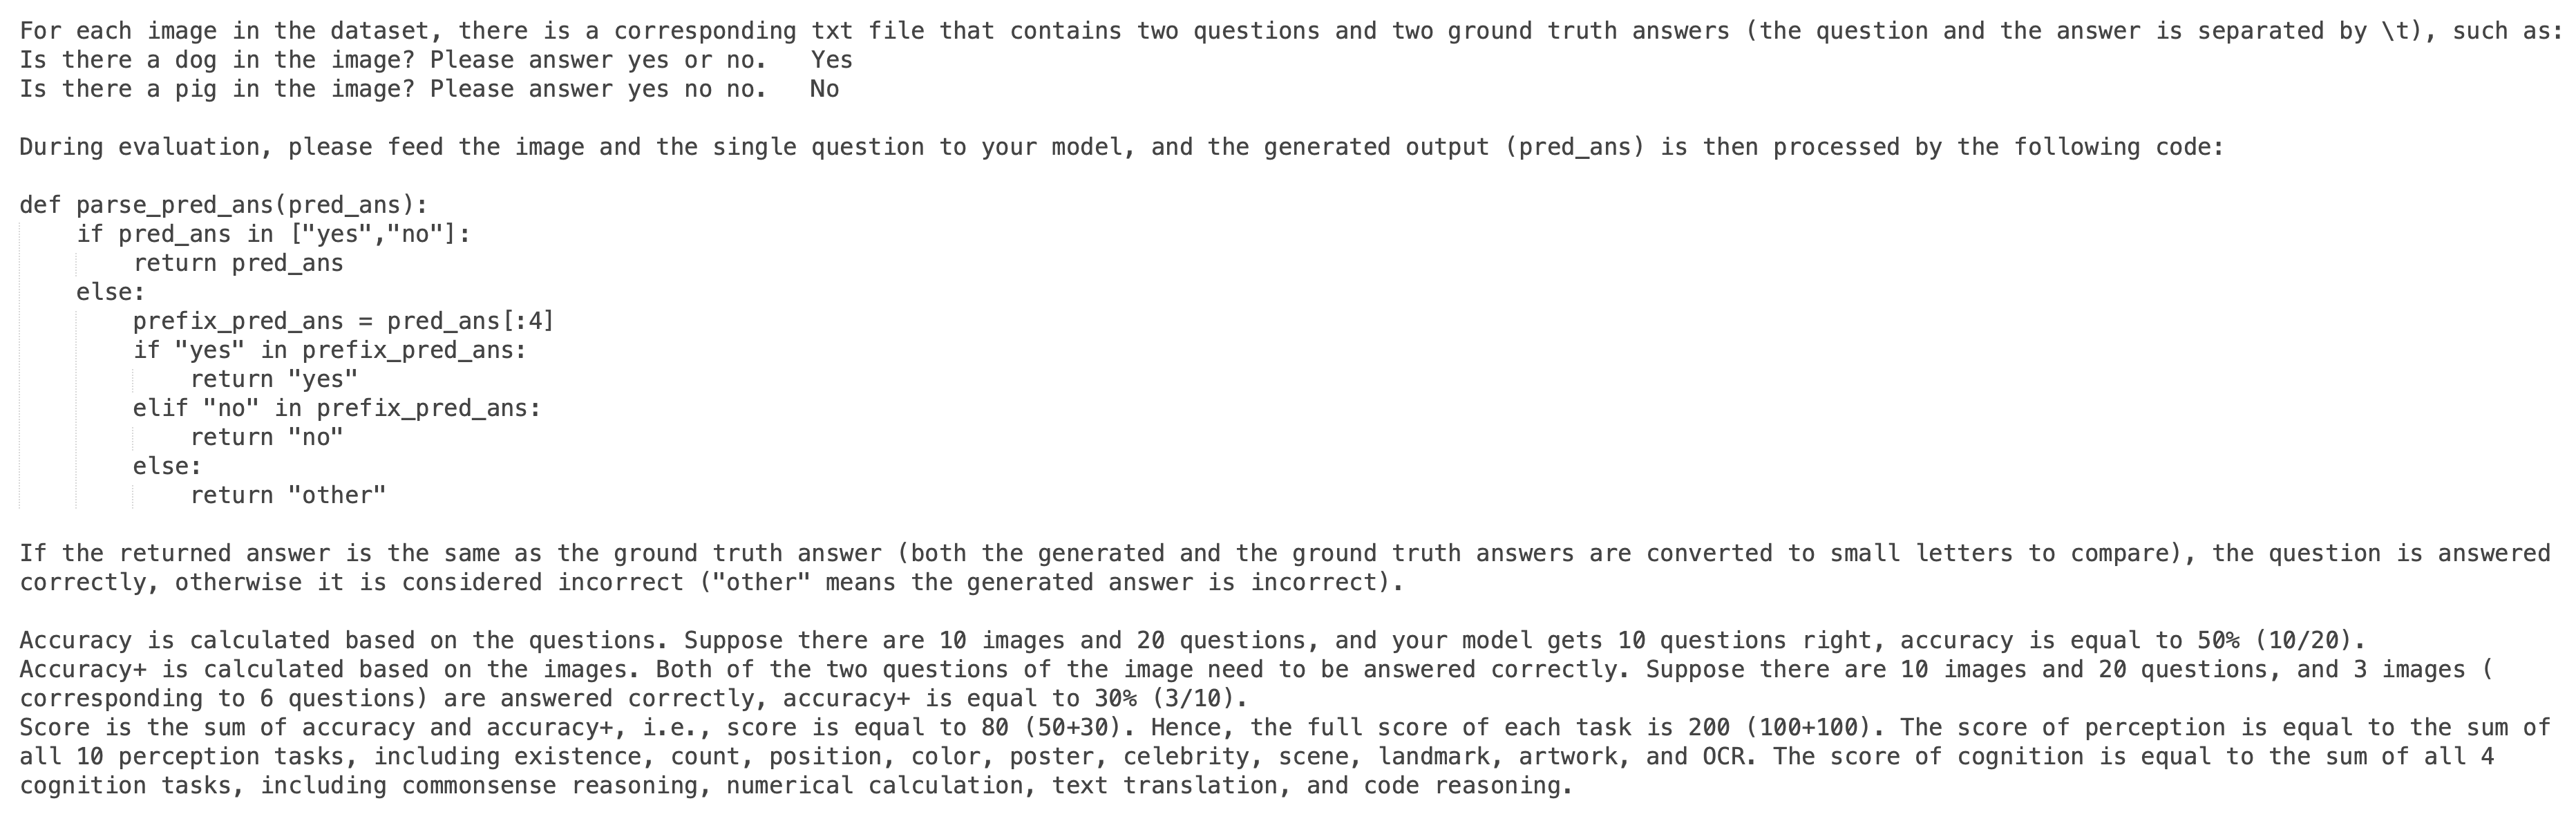 For each image in the dataset, there is a corresponding txt file that contains two questions and two ground truth answers (the question and the answer is separated by \t), such as:
Is there a dog in the image? Please answer yes or no.   Yes
Is there a pig in the image? Please answer yes no no.   No

During evaluation, please feed the image and the single question to your model, and the generated output (pred_ans) is then processed by the following code:

def parse_pred_ans(pred_ans):
    if pred_ans in ["yes","no"]:
        return pred_ans
    else:
        prefix_pred_ans = pred_ans[:4]
        if "yes" in prefix_pred_ans:
            return "yes"
        elif "no" in prefix_pred_ans:
            return "no"
        else:
            return "other"

If the returned answer is the same as the ground truth answer (both the generated and the ground truth answers are converted to small letters to compare), the question is answered
correctly, otherwise it is considered incorrect ("other" means the generated answer is incorrect).

Accuracy is calculated based on the questions. Suppose there are 10 images and 20 questions, and your model gets 10 questions right, accuracy is equal to 50% (10/20).
Accuracy+ is calculated based on the images. Both of the two questions of the image need to be answered correctly. Suppose there are 10 images and 20 questions, and 3 images (
corresponding to 6 questions) are answered correctly, accuracy+ is equal to 30% (3/10).
Score is the sum of accuracy and accuracy+, i.e., score is equal to 80 (50+30). Hence, the full score of each task is 200 (100+100). The score of perception is equal to the sum of
all 10 perception tasks, including existence, count, position, color, poster, celebrity, scene, landmark, artwork, and OCR. The score of cognition is equal to the sum of all 4
cognition tasks, including commonsense reasoning, numerical calculation, text translation, and code reasoning.